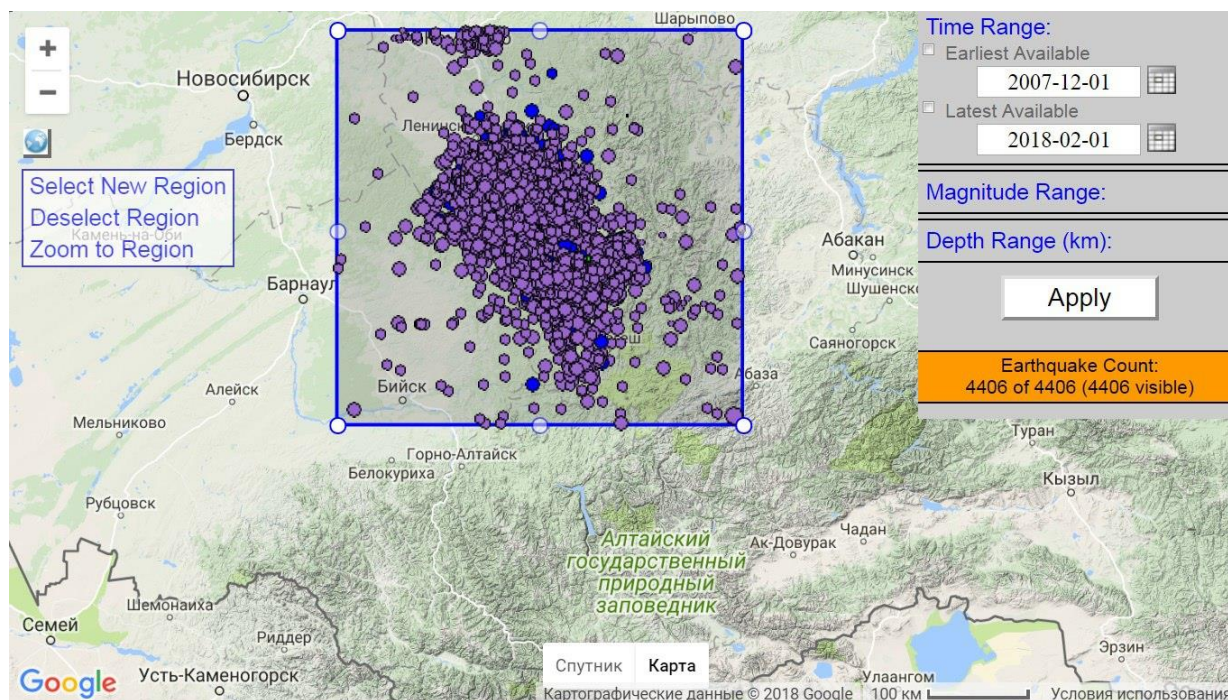 Шарыпово
Новосибирск
Ленинск
Бердск
Select New Region
Deselect Region
Камень-на-Оби
Zoom to Region
Абакан
Минусинск
Шушенско
Барнаул
Саяногорск
Алейск
Бийск
Абаза
Мельниково
Горно-Алтайск
Белокуриха
Туран
Кызыл
Рубцовск
Чадан
Ак-Довурак
Алтайский
государственный
природный
заповедник
Шемонаиха
Семей
Риддер
Эрзин
Усть-Каменогорск
Улаангом
+
−
Time Range:
Earliest Available
2007-12-01
Latest Available
2018-02-01
Magnitude Range:
Depth Range (km):
Apply
Earthquake Count:
4406 of 4406 (4406 visible)
Спутник Карта
Google
Картографические данные © 2018 Google 100 км Условия использован